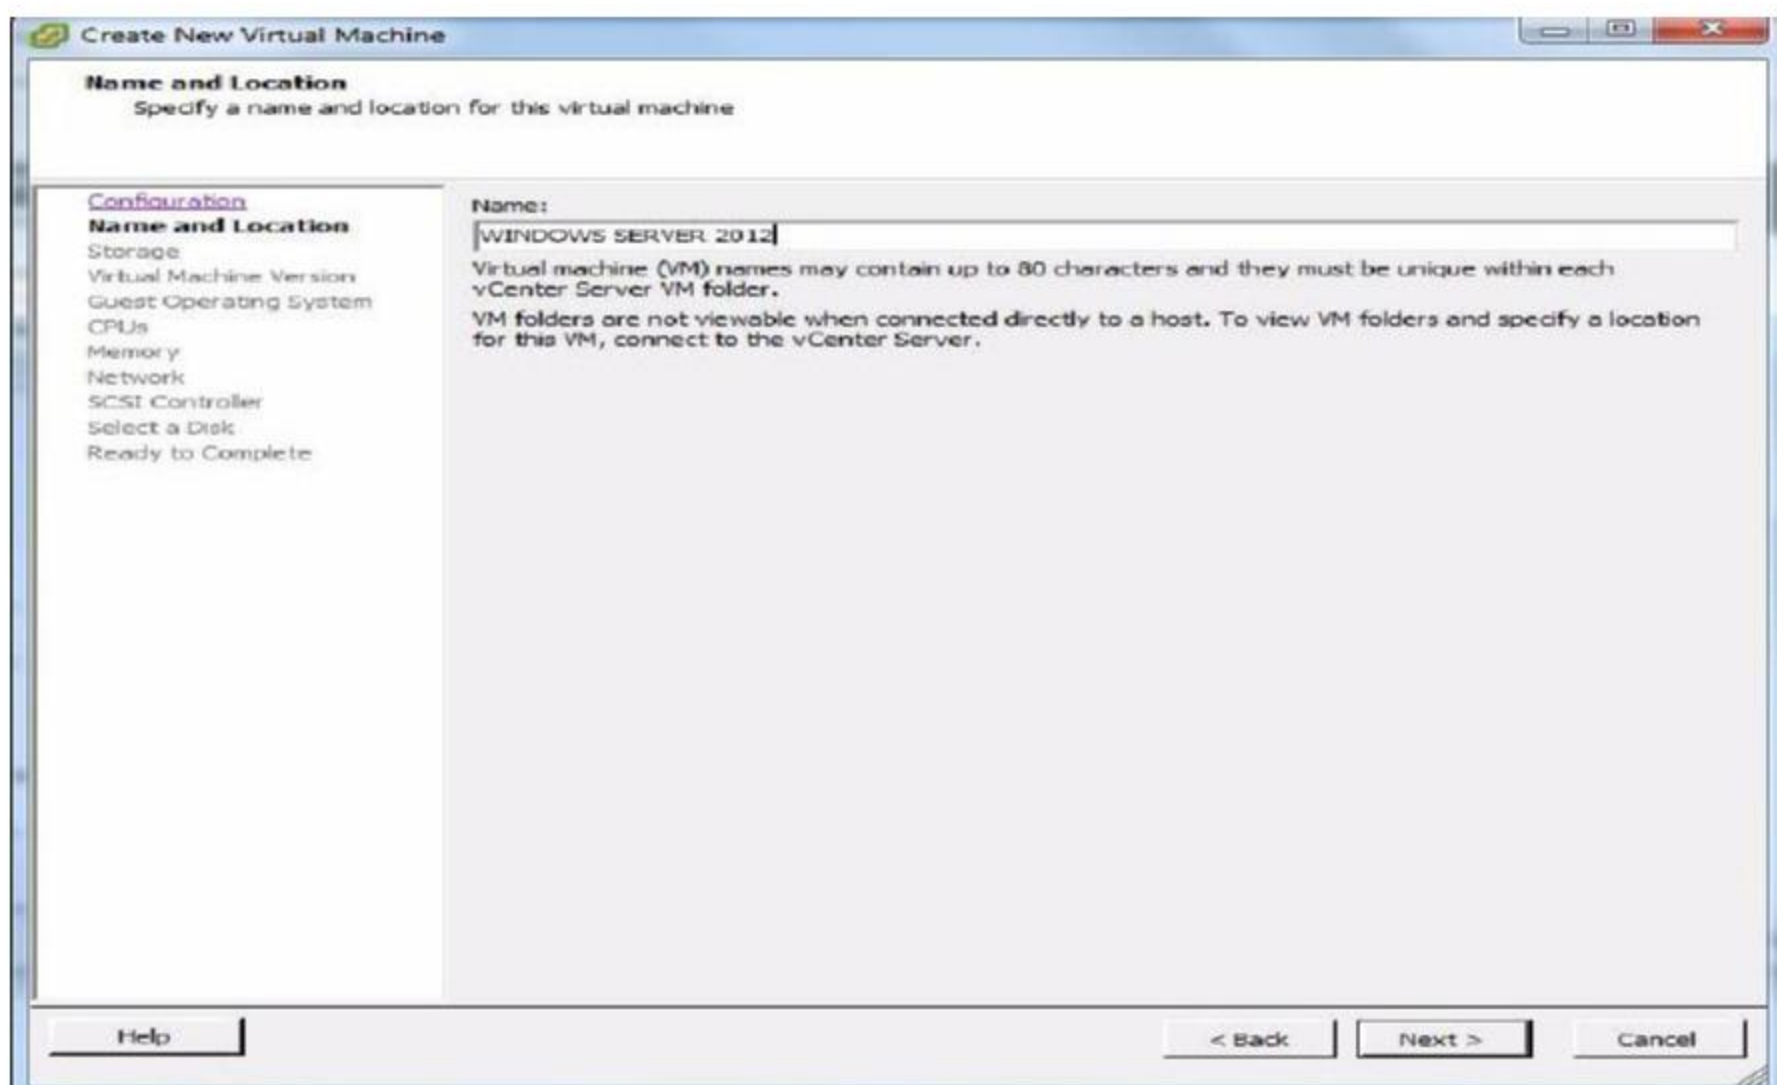 Create New Virtual Machine
Name and Location
Specify a name and location for this virtual machine
Configuration
Name and Location
Storage
Virtual Machine Version
Guest Operating System
CPUs
Memory
Network
SCSI Controller
Select a Disk
Ready to Complete
Name:
WINDOWS SERVER 2012
Virtual machine (VM) names may contain up to 80 characters and they must be unique within each
vCenter Server VM folder.
VM folders are not viewable when connected directly to a host. To view VM folders and specify a location
for this VM, connect to the vCenter Server.
Help
< Back
Next >
Cancel